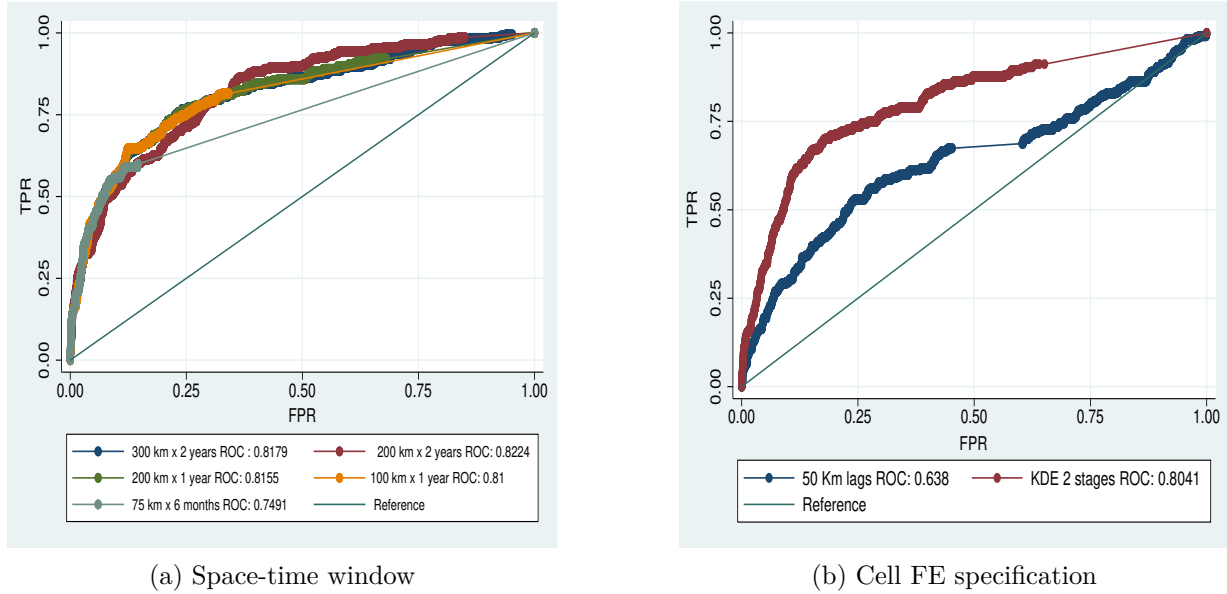 1.00
0.75
0.50
0.25
0.00
TPR
0.00 0.25 0.50 0.75 1.00
FPR
300 km x 2 years ROC : 0.8179 200 km x 2 years ROC: 0.8224
200 km x 1 year ROC: 0.8155 100 km x 1 year ROC: 0.81
75 km x 6 months ROC: 0.7491 Reference
(a) Space-time window
1.00
0.75
0.50
0.25
0.00
TPR
0.00 0.25 0.50 0.75 1.00
FPR
50 Km lags ROC: 0.638 KDE 2 stages ROC: 0.8041
Reference
(b) Cell FE specification